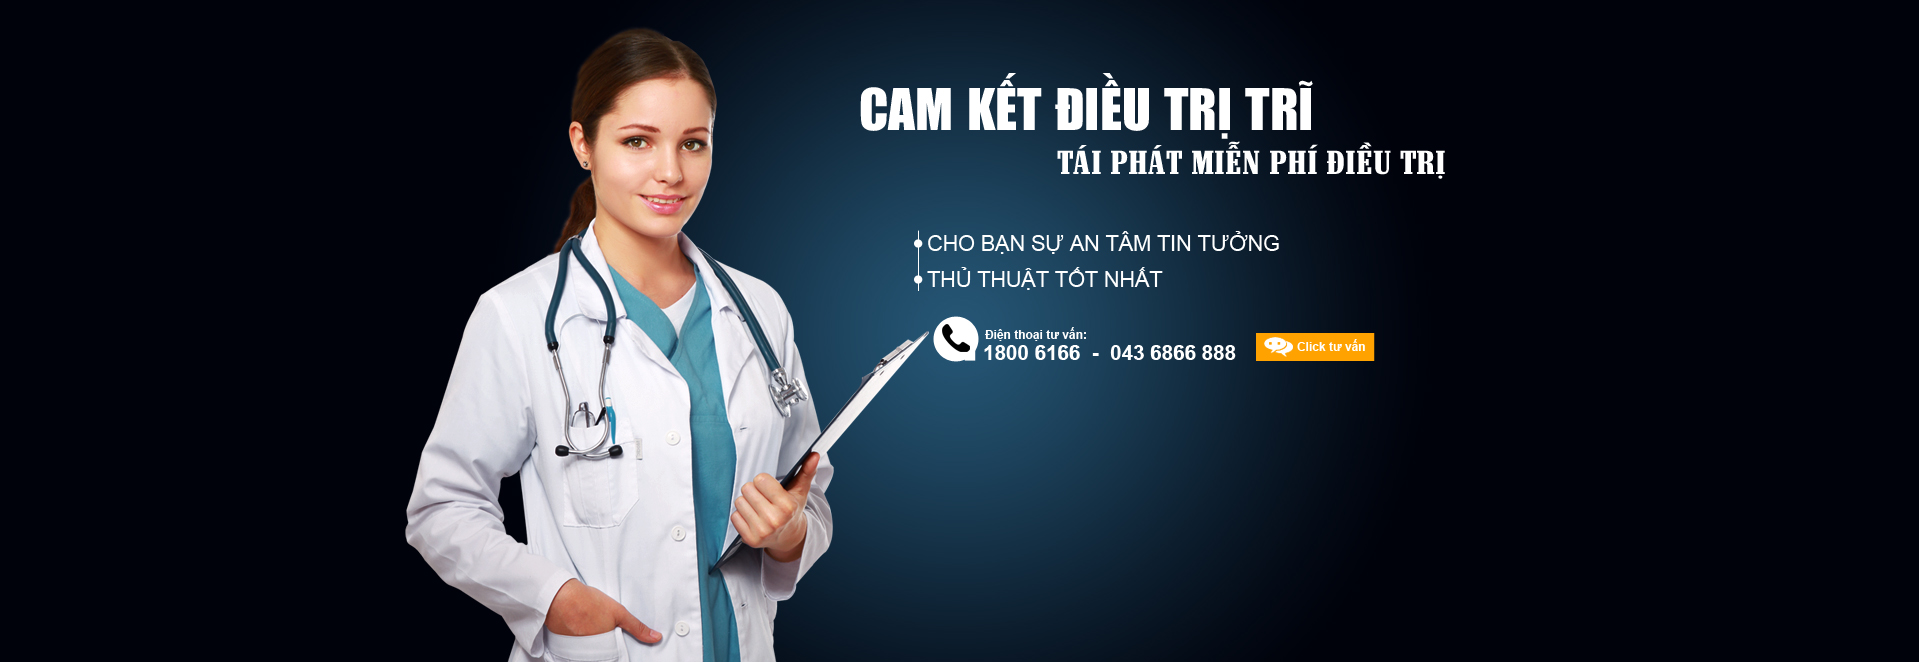 CAM KẾT ĐIỀU TRỊ TRĨ
TÁI PHÁT MIỄN PHÍ ĐIỀU TRỊ
CHO BẠN SỰ AN TÂM TIN TƯỞNG
THỦ THUẬT TỐT NHẤT
Điện thoại tư vấn:
1800 6166 - 043 6866 888
Click tư vấn